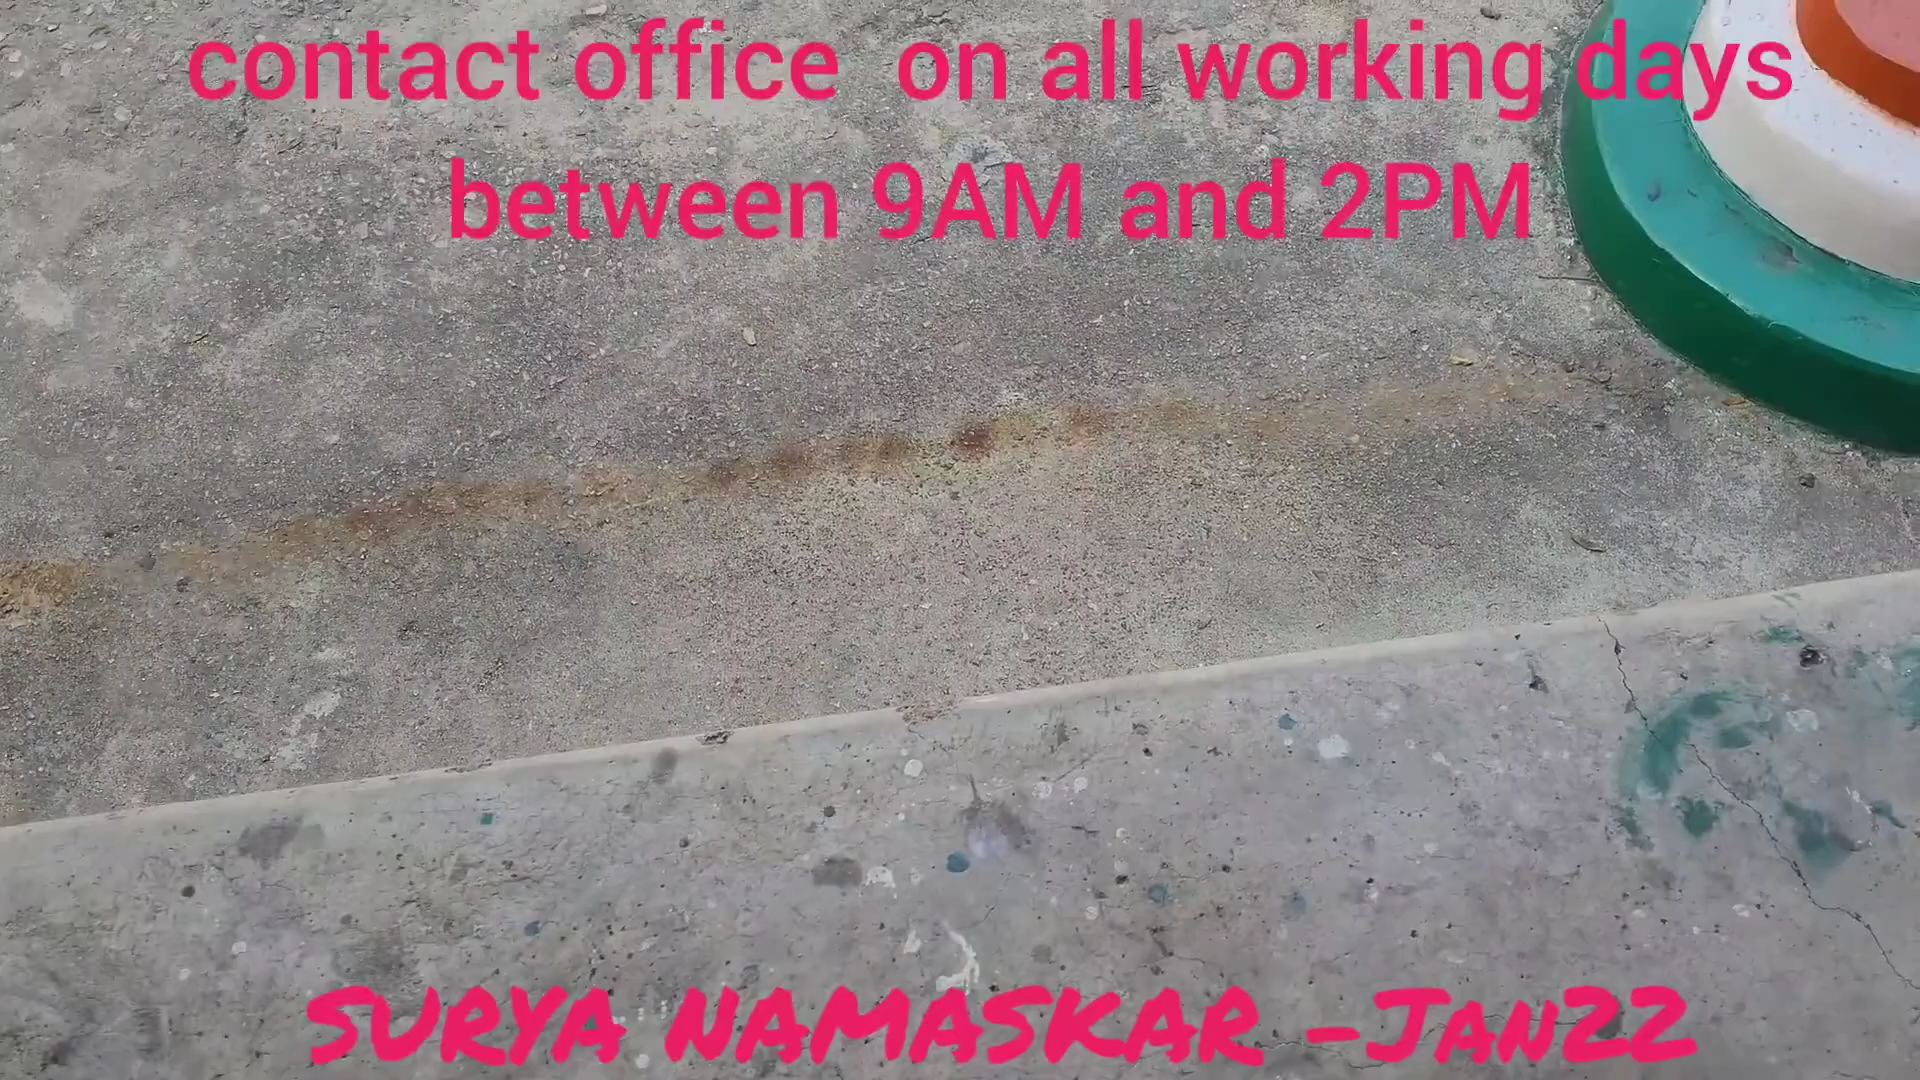 contact office on all working days
between 9AM and 2PM
SURYA NAMASKAR -JAN22